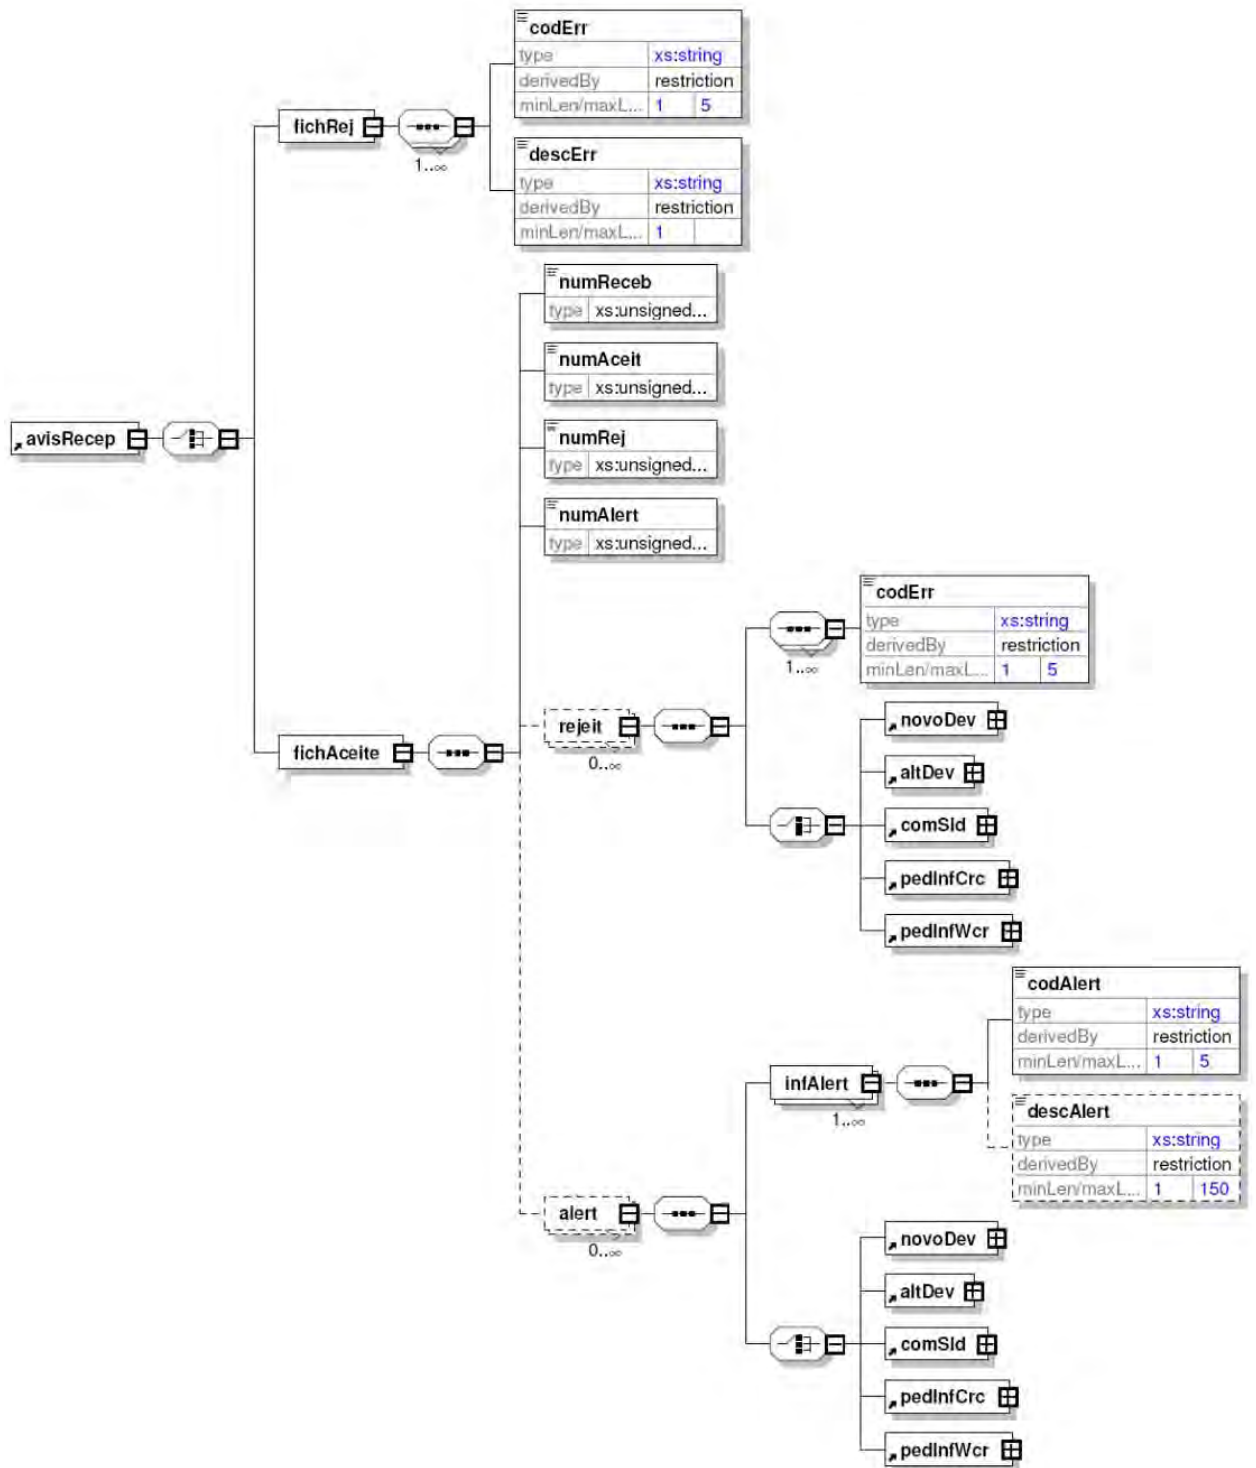 codErr
type xs:string
derivedBy restriction
minLen/maxL... 1 5
fichRej
1..∞
descErr
type xs:string
derivedBy restriction
minLen/maxL... 1
numReceb
type xs:unsigned...
numAceit
type xs:unsigned...
avisRecep
numRej
type xs:unsigned...
numAlert
type xs:unsigned...
codErr
type xs:string
derivedBy restriction
minLen/maxL... 1 5
1..∞
novoDev
rejeit
0..∞
fichAceite
altDev
comSld
pedInfCrc
pedInfWcr
codAlert
type xs:string
derivedBy restriction
minLen/maxL... 1 5
infAlert
1..∞
descAlert
type xs:string
derivedBy restriction
minLen/maxL... 1 150
alert
0..∞
novoDev
altDev
comSld
pedInfCrc
pedInfWcr